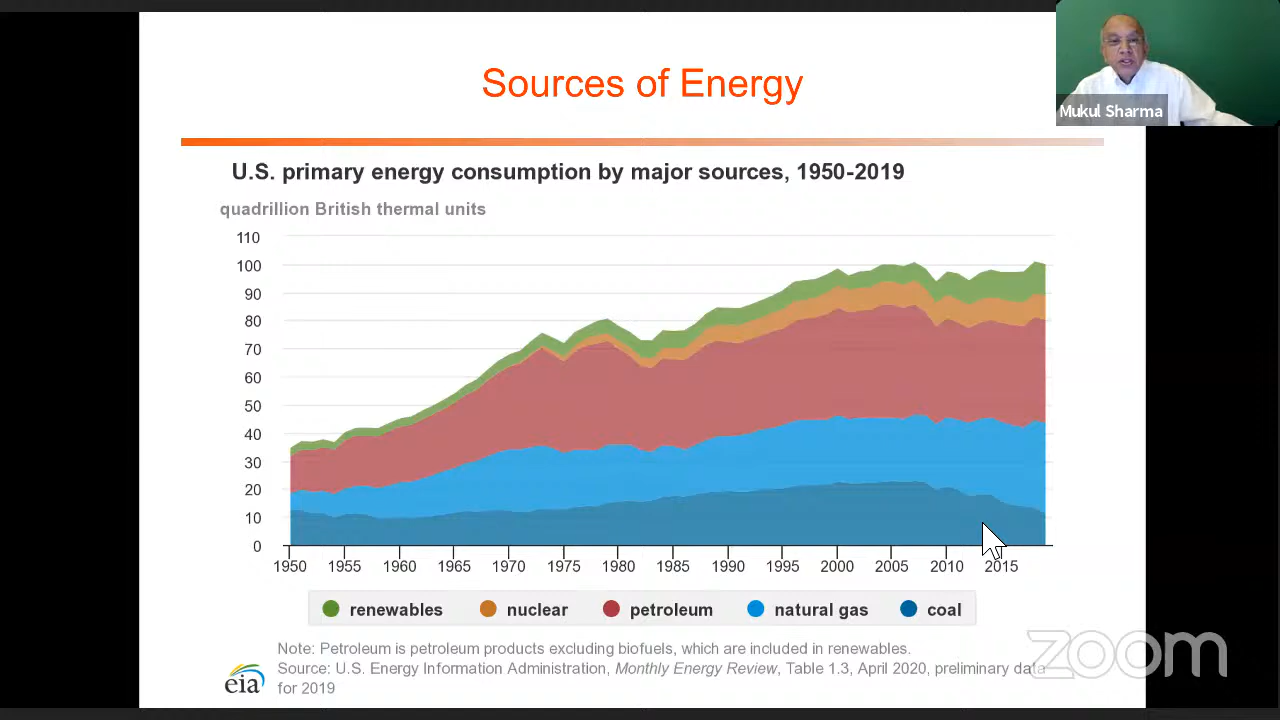 Sources of Energy
Mukul Sharma
U.S. primary energy consumption by major sources, 1950-2019
quadrillion British thermal units
110
100
90
80
70
60
50
40
30
20
10
0
1950 1955 1960 1965 1970 1975 1980 1985 1990 1995 2000 2005 2010 2015
renewables nuclear petroleum natural gas coal
Note: Petroleum is petroleum products excluding biofuels, which are included in renewables.
Source: U.S. Energy Information Administration, Monthly Energy Review, Table 1.3, April 2020, preliminary data
for 2019
eia
zoom